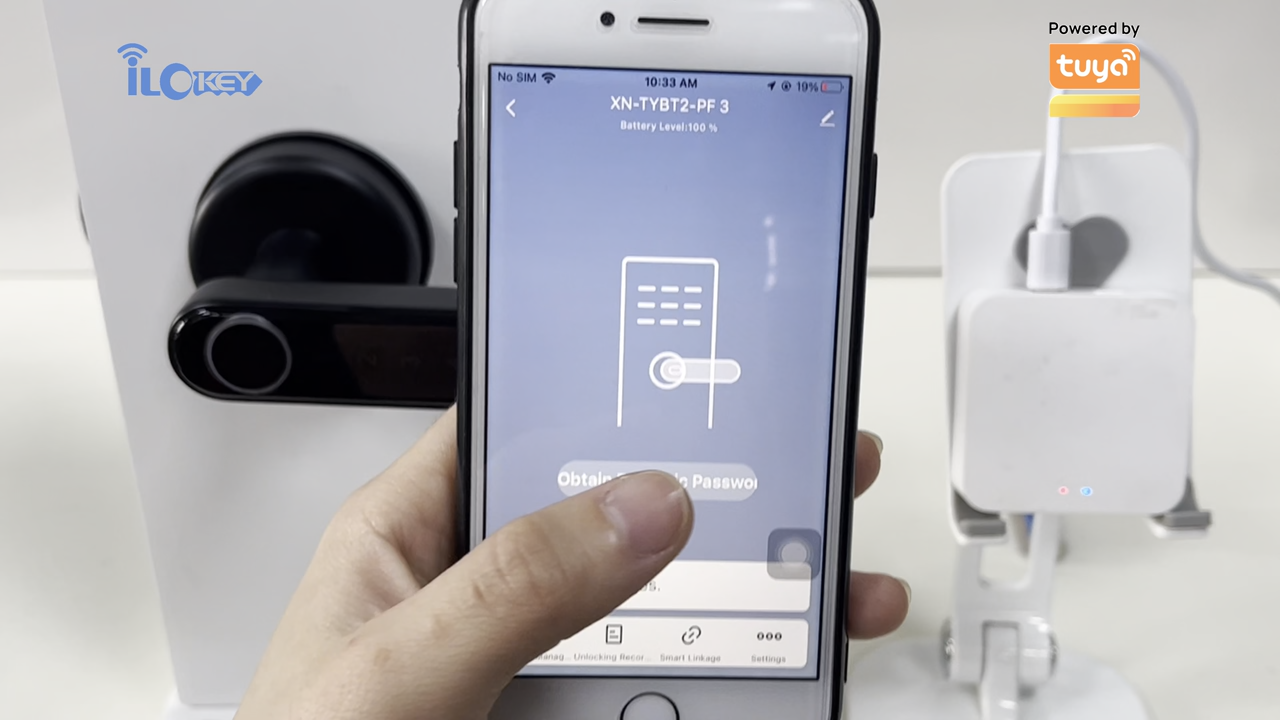 iLOKEY
Powered by
tuya
No SIM
10:33 AM
19%
XN-TYBT2-PF 3
Battery Level:100 %
Obtain
Passwo
Unlocking Recor...
Smart Linkage
Settings